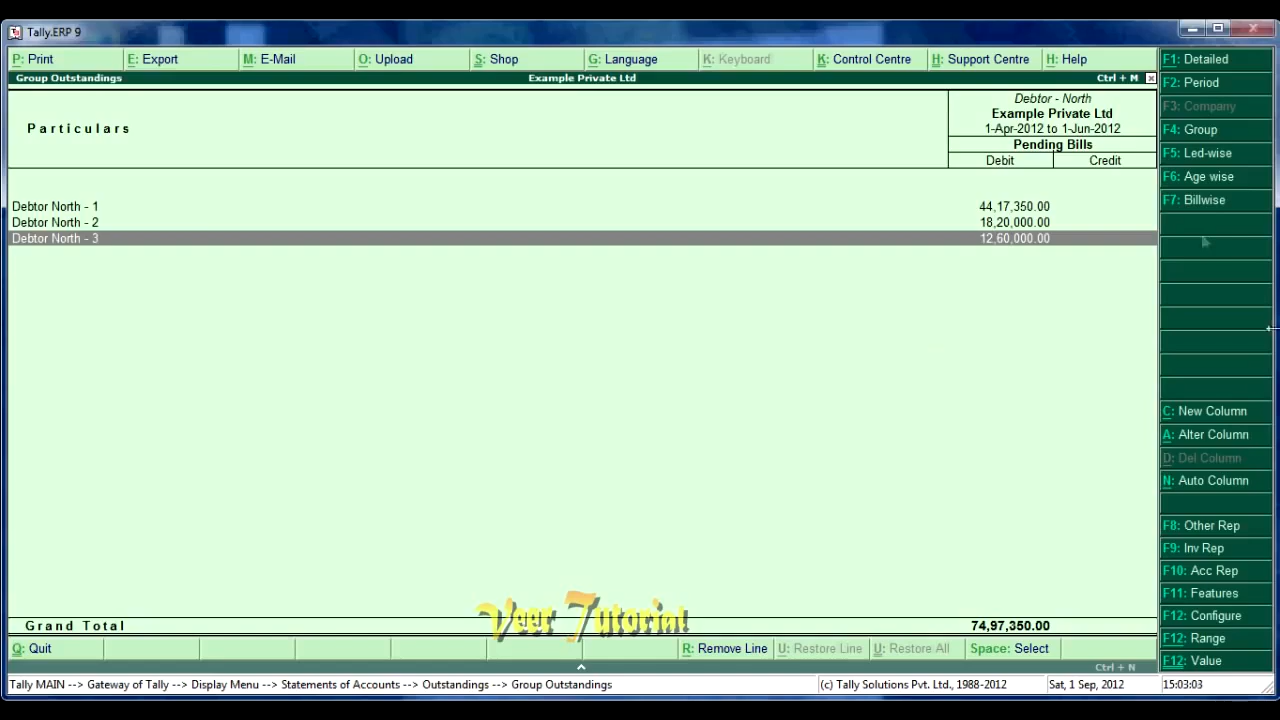 Tally.ERP 9
P: Print E: Export M: E-Mail O: Upload S: Shop G: Language K: Keyboard K: Control Centre H: Support Centre H: Help
Group Outstandings Example Private Ltd Ctrl + M
Particulars
Debtor - North
Example Private Ltd
1-Apr-2012 to 1-Jun-2012
Pending Bills
Debit Credit
Debtor North - 1 44,17,350.00
Debtor North - 2 18,20,000.00
Debtor North - 3 12,60,000.00
Veer Tutorial
Grand Total 74,97,350.00
Q: Quit R: Remove Line U: Restore Line U: Restore All Space: Select
Ctrl + N
Tally MAIN --> Gateway of Tally --> Display Menu --> Statements of Accounts --> Outstandings --> Group Outstandings (c) Tally Solutions Pvt. Ltd., 1988-2012 Sat, 1 Sep, 2012 15:03:03
F1: Detailed
F2: Period
F3: Company
F4: Group
F5: Led-wise
F6: Age wise
F7: Billwise
C: New Column
A: Alter Column
D: Del Column
N: Auto Column
F8: Other Rep
F9: Inv Rep
F10: Acc Rep
F11: Features
F12: Configure
F12: Range
F12: Value